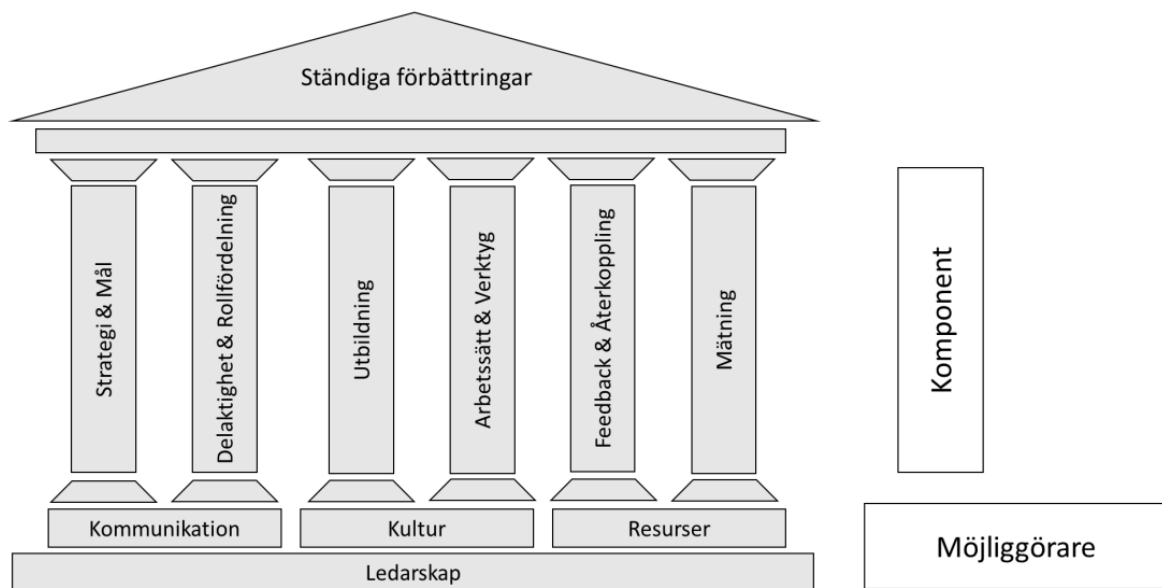 Ständiga förbättringar
Strategi & Mål
Delaktighet & Rollfördelning
Utbildning
Arbetssätt & Verktyg
Feedback & Återkoppling
Mätning
Komponent
Kommunikation
Kultur
Resurser
Möjliggörare
Ledarskap